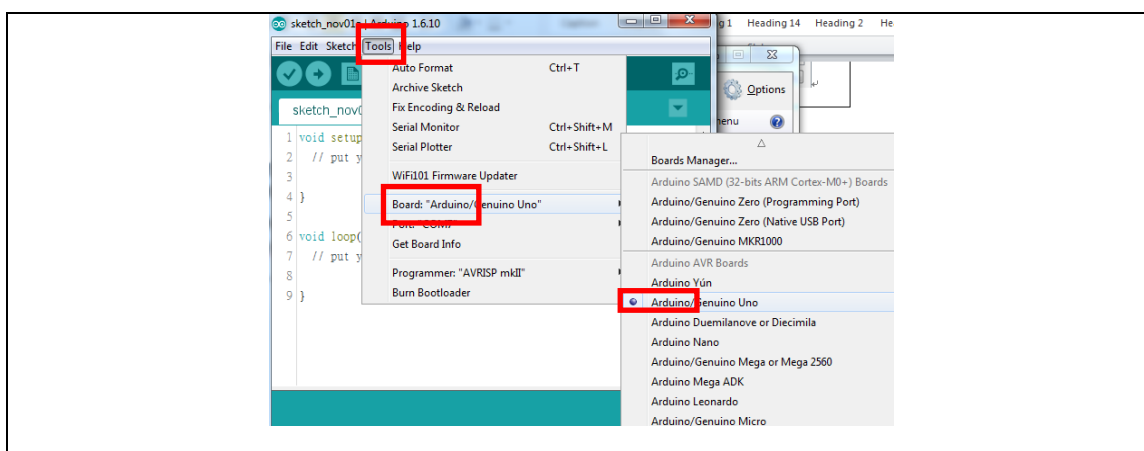 sketch_nov01a | Arduino 1.6.10
g 1 Heading 14 Heading 2 He
File Edit Sketch Tools Help
Options
sketch_nov0
enu
Auto Format Ctrl+T
Archive Sketch
Fix Encoding & Reload
Serial Monitor Ctrl+Shift+M
Serial Plotter Ctrl+Shift+L
WiFi101 Firmware Updater
Board: "Arduino/Genuino Uno"
Port: "COM7"
Get Board Info
Programmer: "AVRISP mkII"
Burn Bootloader
1 void setup
2 // put y
3
4 }
5
6 void loop(
7 // put y
8
9 }
Boards Manager...
Arduino SAMD (32-bits ARM Cortex-M0+) Boards
Arduino/Genuino Zero (Programming Port)
Arduino/Genuino Zero (Native USB Port)
Arduino/Genuino MKR1000
Arduino AVR Boards
Arduino Yún
Arduino/Genuino Uno
Arduino Duemilanove or Diecimila
Arduino Nano
Arduino/Genuino Mega or Mega 2560
Arduino Mega ADK
Arduino Leonardo
Arduino/Genuino Micro